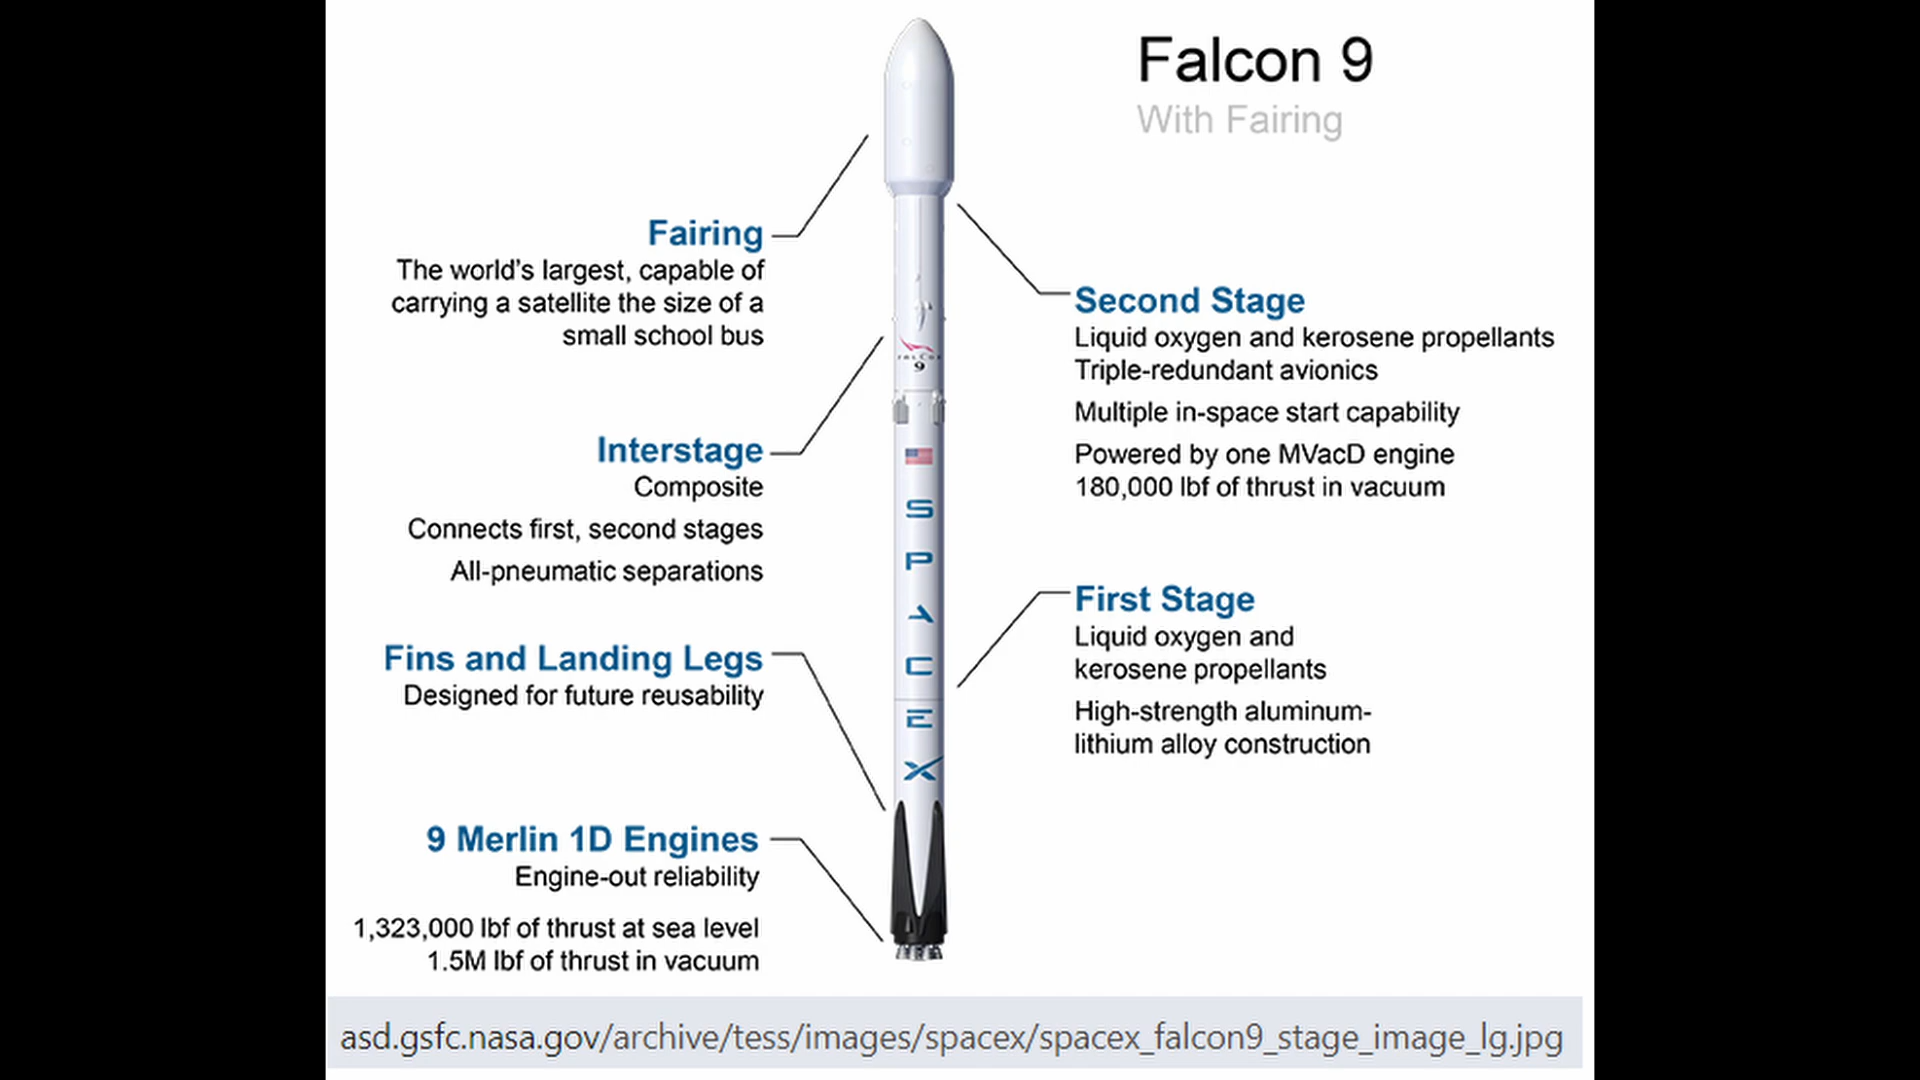 Falcon 9
With Fairing
Fairing
The world's largest, capable of
carrying a satellite the size of a
small school bus
Second Stage
Liquid oxygen and kerosene propellants
Triple-redundant avionics
Multiple in-space start capability
Powered by one MVacD engine
180,000 lbf of thrust in vacuum
Interstage
Composite
Connects first, second stages
All-pneumatic separations
First Stage
Liquid oxygen and
kerosene propellants
High-strength aluminum-
lithium alloy construction
Fins and Landing Legs
Designed for future reusability
9 Merlin 1D Engines
Engine-out reliability
1,323,000 lbf of thrust at sea level
1.5M lbf of thrust in vacuum
FALCON
9
S
P
A
C
E
X
asd.gsfc.nasa.gov/archive/tess/images/spacex/spacex_falcon9_stage_image_lg.jpg